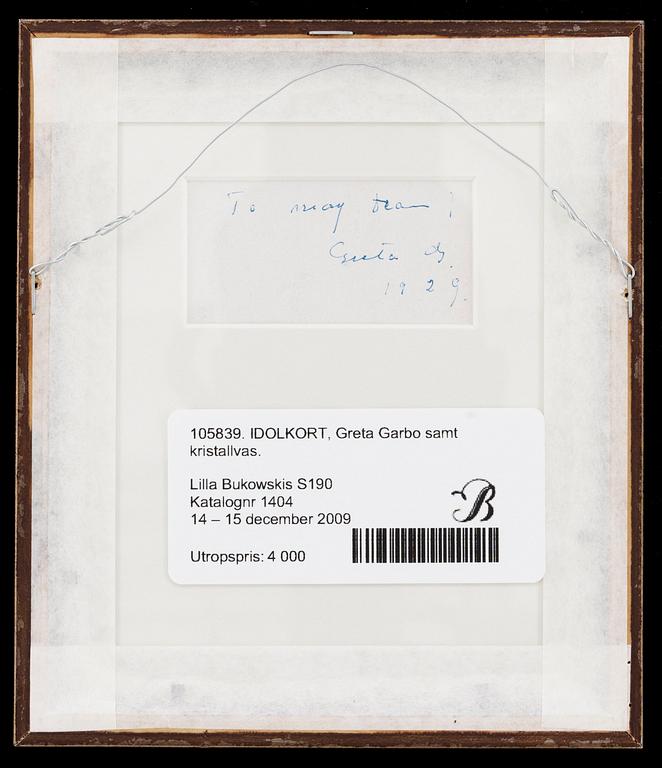 To may dear !
Greta G.
1929.
105839. IDOLKORT, Greta Garbo samt
kristallvas.
Lilla Bukowskis S190
Katalognr 1404
14 – 15 december 2009
Utropspris: 4 000
B